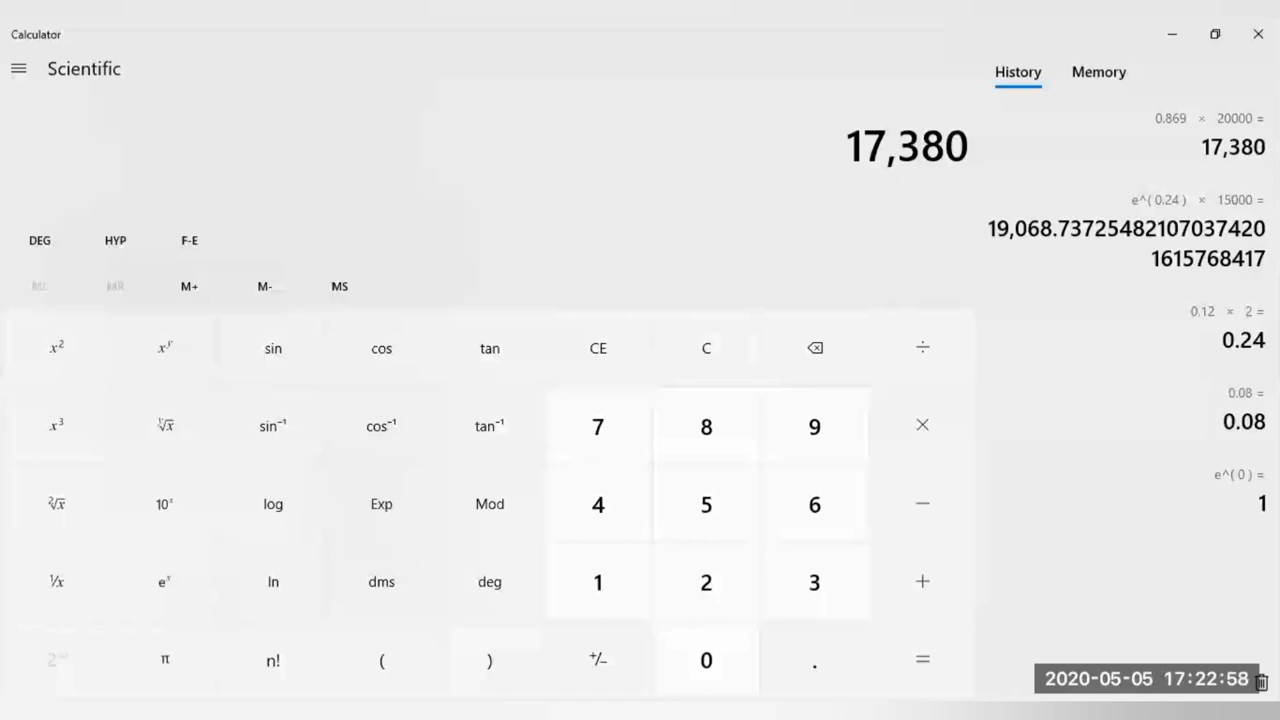 Calculator
Scientific
History Memory
0.869 × 20000 =
17,380
17,380
e^( 0.24 ) × 15000 =
19,068.73725482107037420
1615768417
0.12 × 2 =
0.24
0.08 =
0.08
e^( 0 ) =
1
DEG HYP F-E
MC MR M+ M- MS
x² xʸ sin cos tan CE C ÷
x³ ʸ√x sin⁻¹ cos⁻¹ tan⁻¹ 7 8 9 ×
²√x 10ˣ log Exp Mod 4 5 6 −
¹/x eˣ ln dms deg 1 2 3 +
π n! ( ) +/− 0 . =
2020-05-05 17:22:58